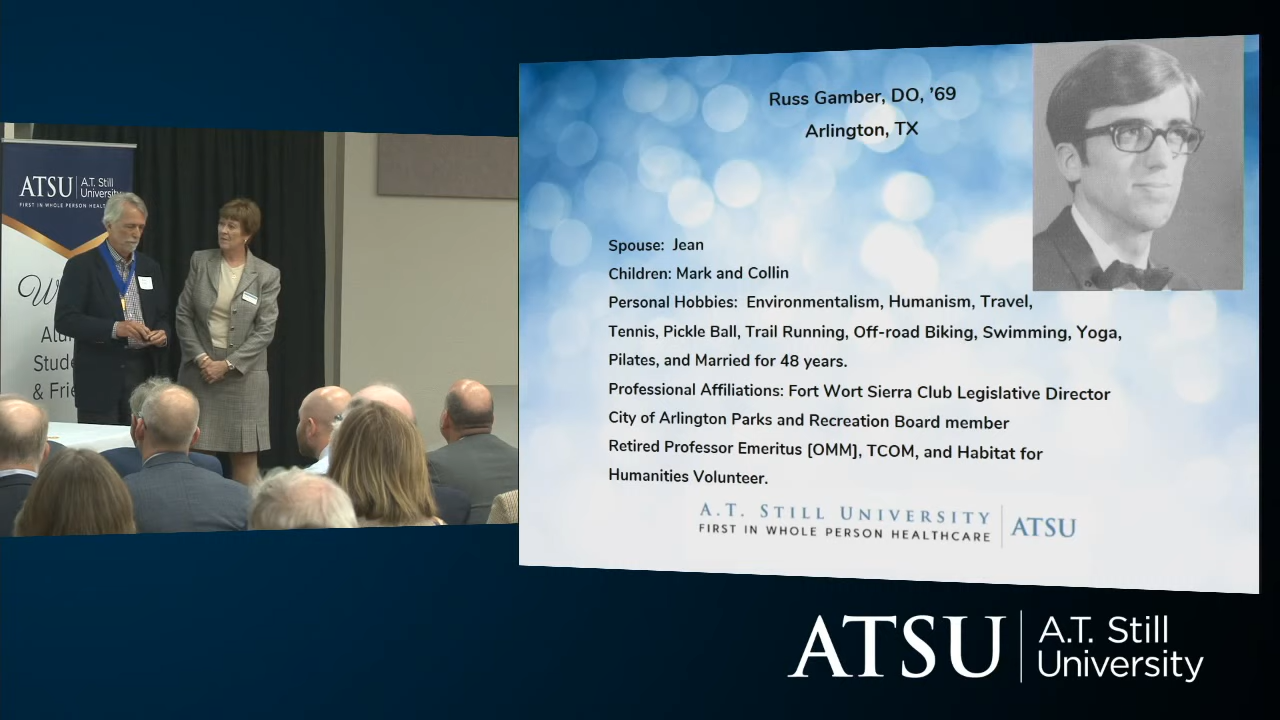 ATSU
A.T. Still
University
FIRST IN WHOLE PERSON
Stude
& Frie
Russ Gamber, DO, ’69
Arlington, TX
Spouse: Jean
Children: Mark and Collin
Personal Hobbies: Environmentalism, Humanism, Travel,
Tennis, Pickle Ball, Trail Running, Off-road Biking, Swimming, Yoga,
Pilates, and Married for 48 years.
Professional Affiliations: Fort Wort Sierra Club Legislative Director
City of Arlington Parks and Recreation Board member
Retired Professor Emeritus [OMM], TCOM, and Habitat for
Humanities Volunteer.
A.T. STILL UNIVERSITY
FIRST IN WHOLE PERSON HEALTHCARE
ATSU
ATSU
A.T. Still
University